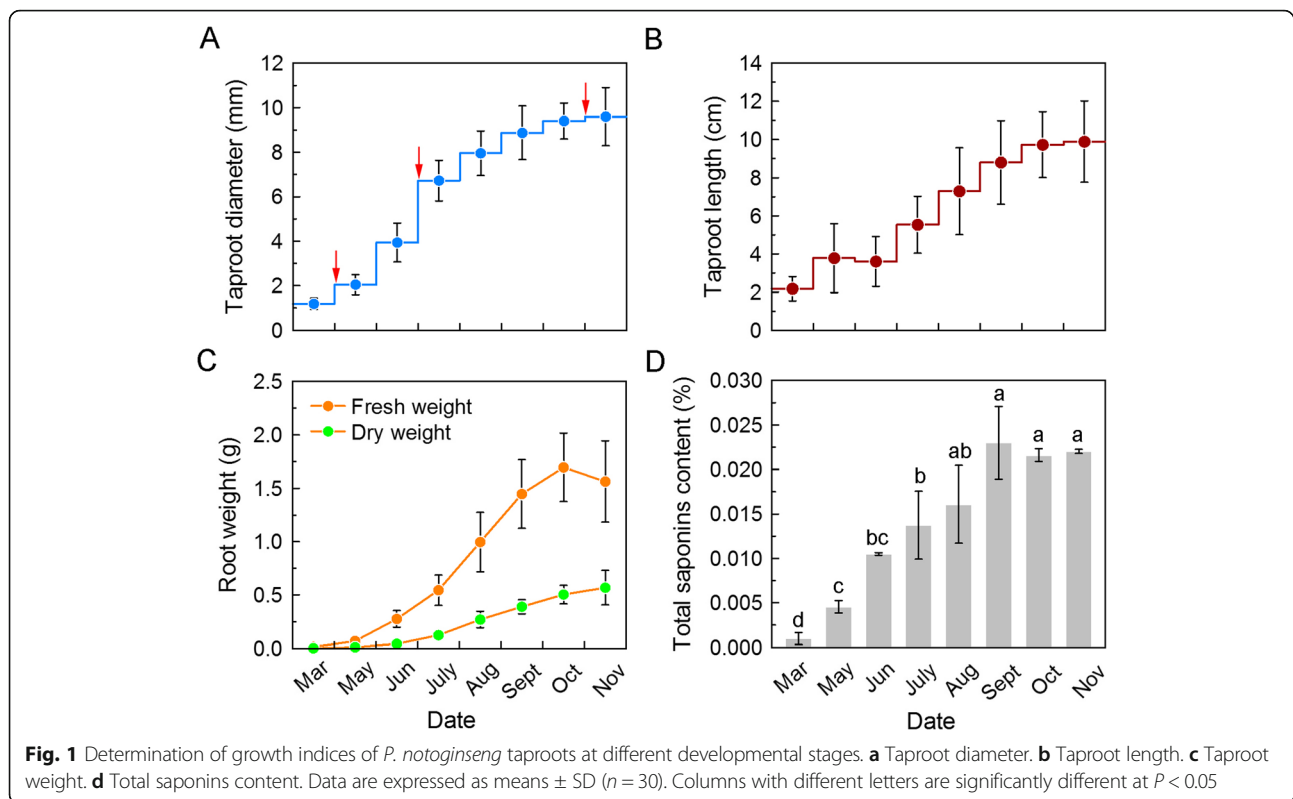 A
Taproot diameter (mm)
12
10
8
6
4
2
0
B
Taproot length (cm)
14
12
10
8
6
4
2
0
C
Root weight (g)
2.5
2.0
1.5
1.0
0.5
0.0
Fresh weight
Dry weight
Mar May Jun July Aug Sept Oct Nov
Date
D
Total saponins content (%)
0.030
0.025
0.020
0.015
0.010
0.005
0.000
d c bc b ab a a a
Mar May Jun July Aug Sept Oct Nov
Date
Fig. 1 Determination of growth indices of P. notoginseng taproots at different developmental stages. a Taproot diameter. b Taproot length. c Taproot
weight. d Total saponins content. Data are expressed as means ± SD (n = 30). Columns with different letters are significantly different at P < 0.05